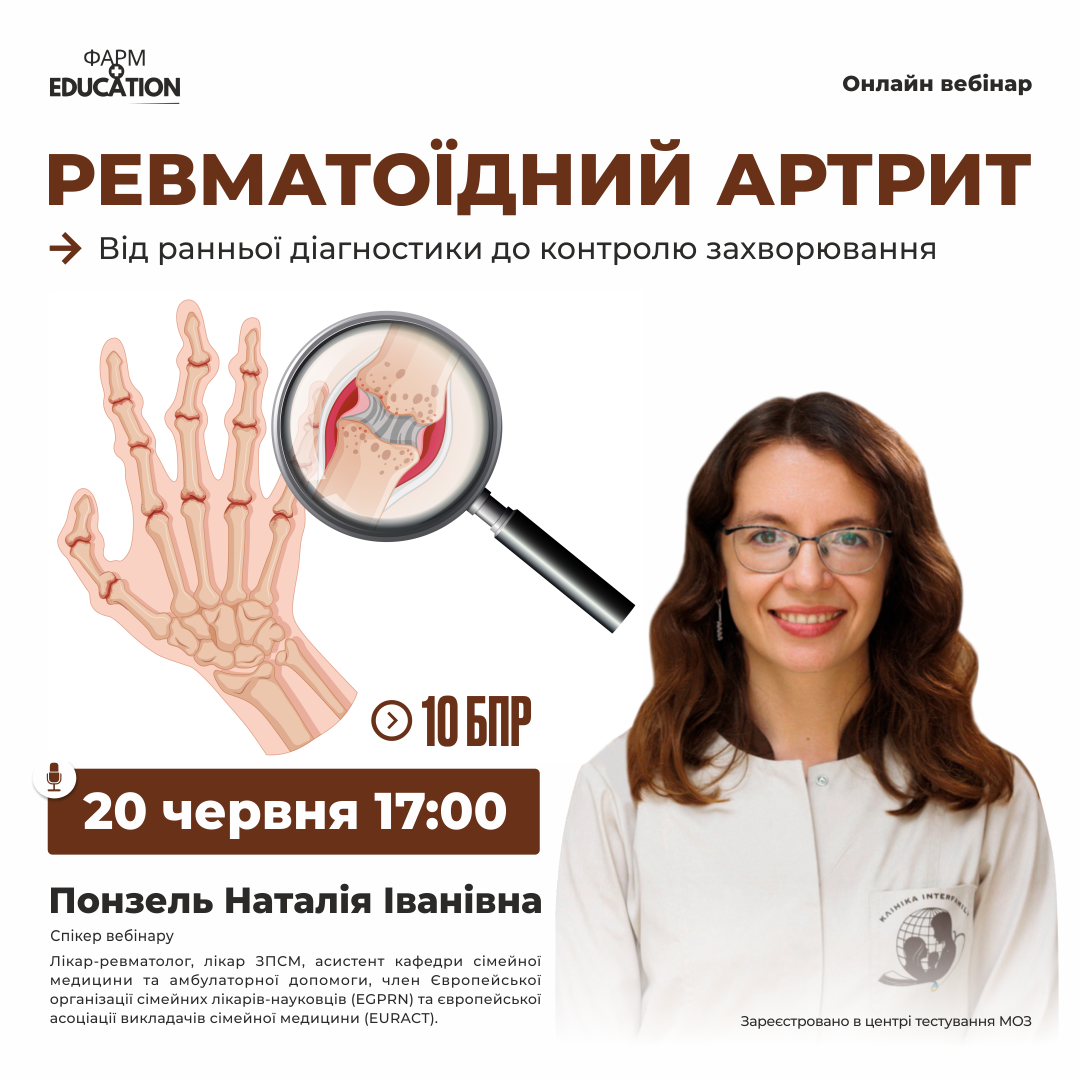 ФАРМ
EDUCATION
Онлайн вебінар
РЕВМАТОЇДНИЙ АРТРИТ
Від ранньої діагностики до контролю захворювання
10 БПР
20 червня 17:00
Понзель Наталія Іванівна
Спікер вебінару
Лікар-ревматолог, лікар ЗПСМ, асистент кафедри сімейної
медицини та амбулаторної допомоги, член Європейської
організації сімейних лікарів-науковців (EGPRN) та європейської
асоціації викладачів сімейної медицини (EURACT).
КЛІНІКА
Зареєстровано в центрі тестування МОЗ